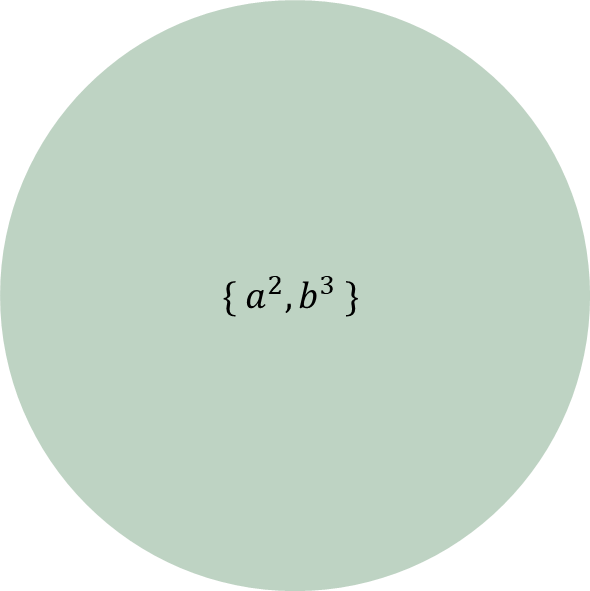 { a², b³ }